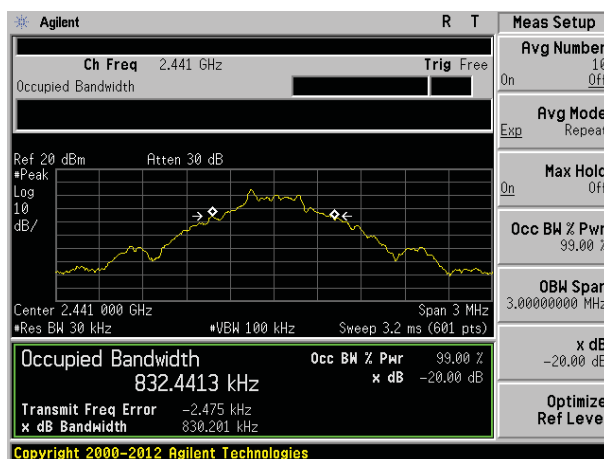 Agilent R T Meas Setup
Ch Freq 2.441 GHz Trig Free
Occupied Bandwidth
Avg Number
10
On Off
Avg Mode
Exp Repeat
Max Hold
On Off
Occ BW % Pwr
99.00 %
OBW Span
3.00000000 MHz
x dB
-20.00 dB
Optimize
Ref Level
Ref 20 dBm Atten 30 dB
#Peak
Log
10
dB/
Center 2.441 000 GHz Span 3 MHz
#Res BW 30 kHz #VBW 100 kHz Sweep 3.2 ms (601 pts)
Occupied Bandwidth Occ BW % Pwr 99.00 %
832.4413 kHz x dB -20.00 dB
Transmit Freq Error -2.475 kHz
x dB Bandwidth 830.201 kHz
Copyright 2000-2012 Agilent Technologies